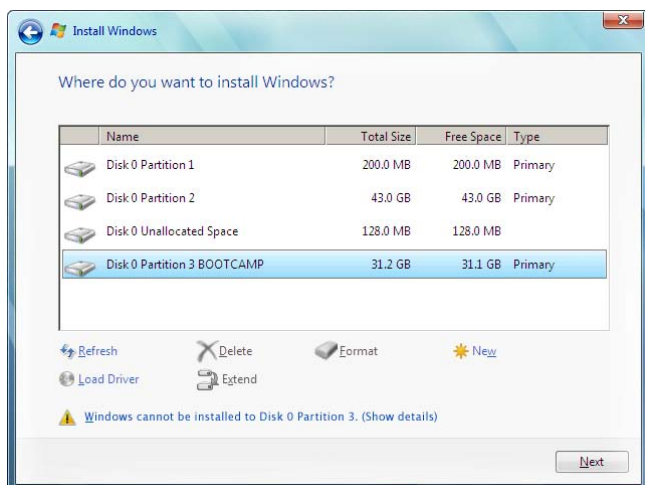 Install Windows
Where do you want to install Windows?
Name Total Size Free Space Type
Disk 0 Partition 1 200.0 MB 200.0 MB Primary
Disk 0 Partition 2 43.0 GB 43.0 GB Primary
Disk 0 Unallocated Space 128.0 MB 128.0 MB
Disk 0 Partition 3 BOOTCAMP 31.2 GB 31.1 GB Primary
Refresh Delete Format New
Load Driver Extend
Windows cannot be installed to Disk 0 Partition 3. (Show details)
Next